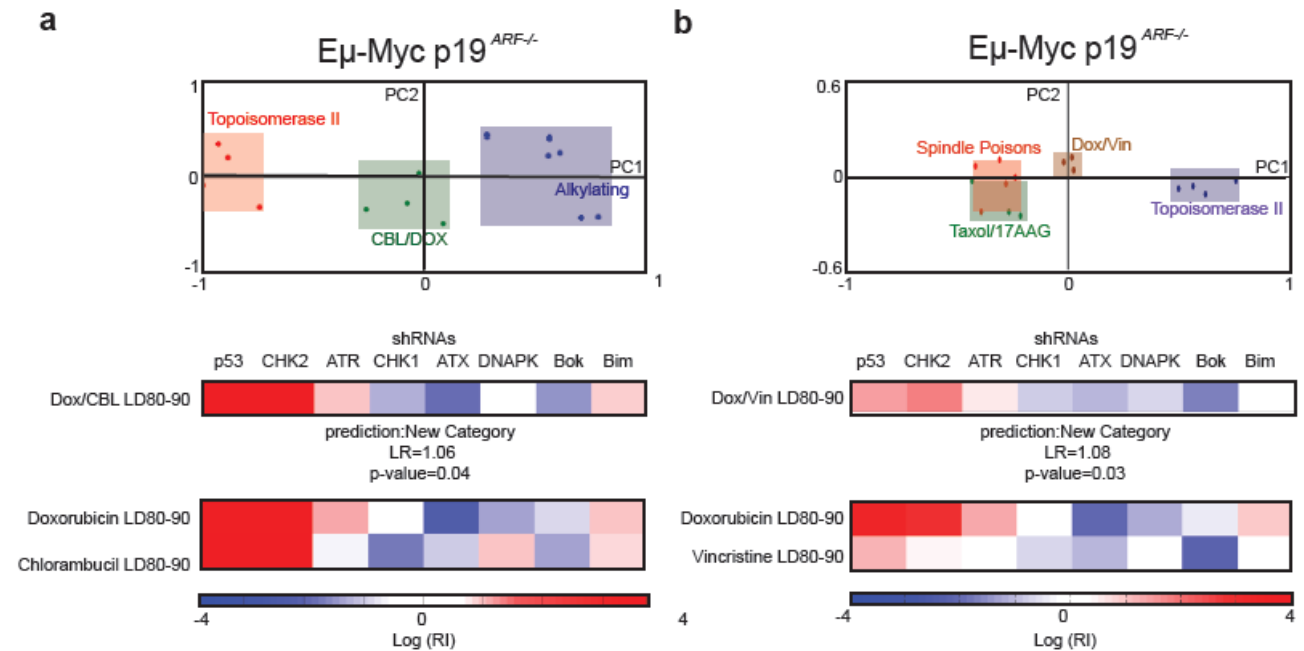 a
Eµ-Myc p19 ARF-/-
1
PC2
Topoisomerase II
PC1
0
Alkylating
CBL/DOX
-1
-1
0
1
shRNAs
p53 CHK2 ATR CHK1 ATX DNAPK Bok Bim
Dox/CBL LD80-90
prediction:New Category
LR=1.06
p-value=0.04
Doxorubicin LD80-90
Chlorambucil LD80-90
-4
0
4
Log (RI)
b
Eµ-Myc p19 ARF-/-
0.6
PC2
Spindle Poisons
Dox/Vin
PC1
0
Topoisomerase II
Taxol/17AAG
-0.6
-1
0
1
shRNAs
p53 CHK2 ATR CHK1 ATX DNAPK Bok Bim
Dox/Vin LD80-90
prediction:New Category
LR=1.08
p-value=0.03
Doxorubicin LD80-90
Vincristine LD80-90
-4
0
4
Log (RI)